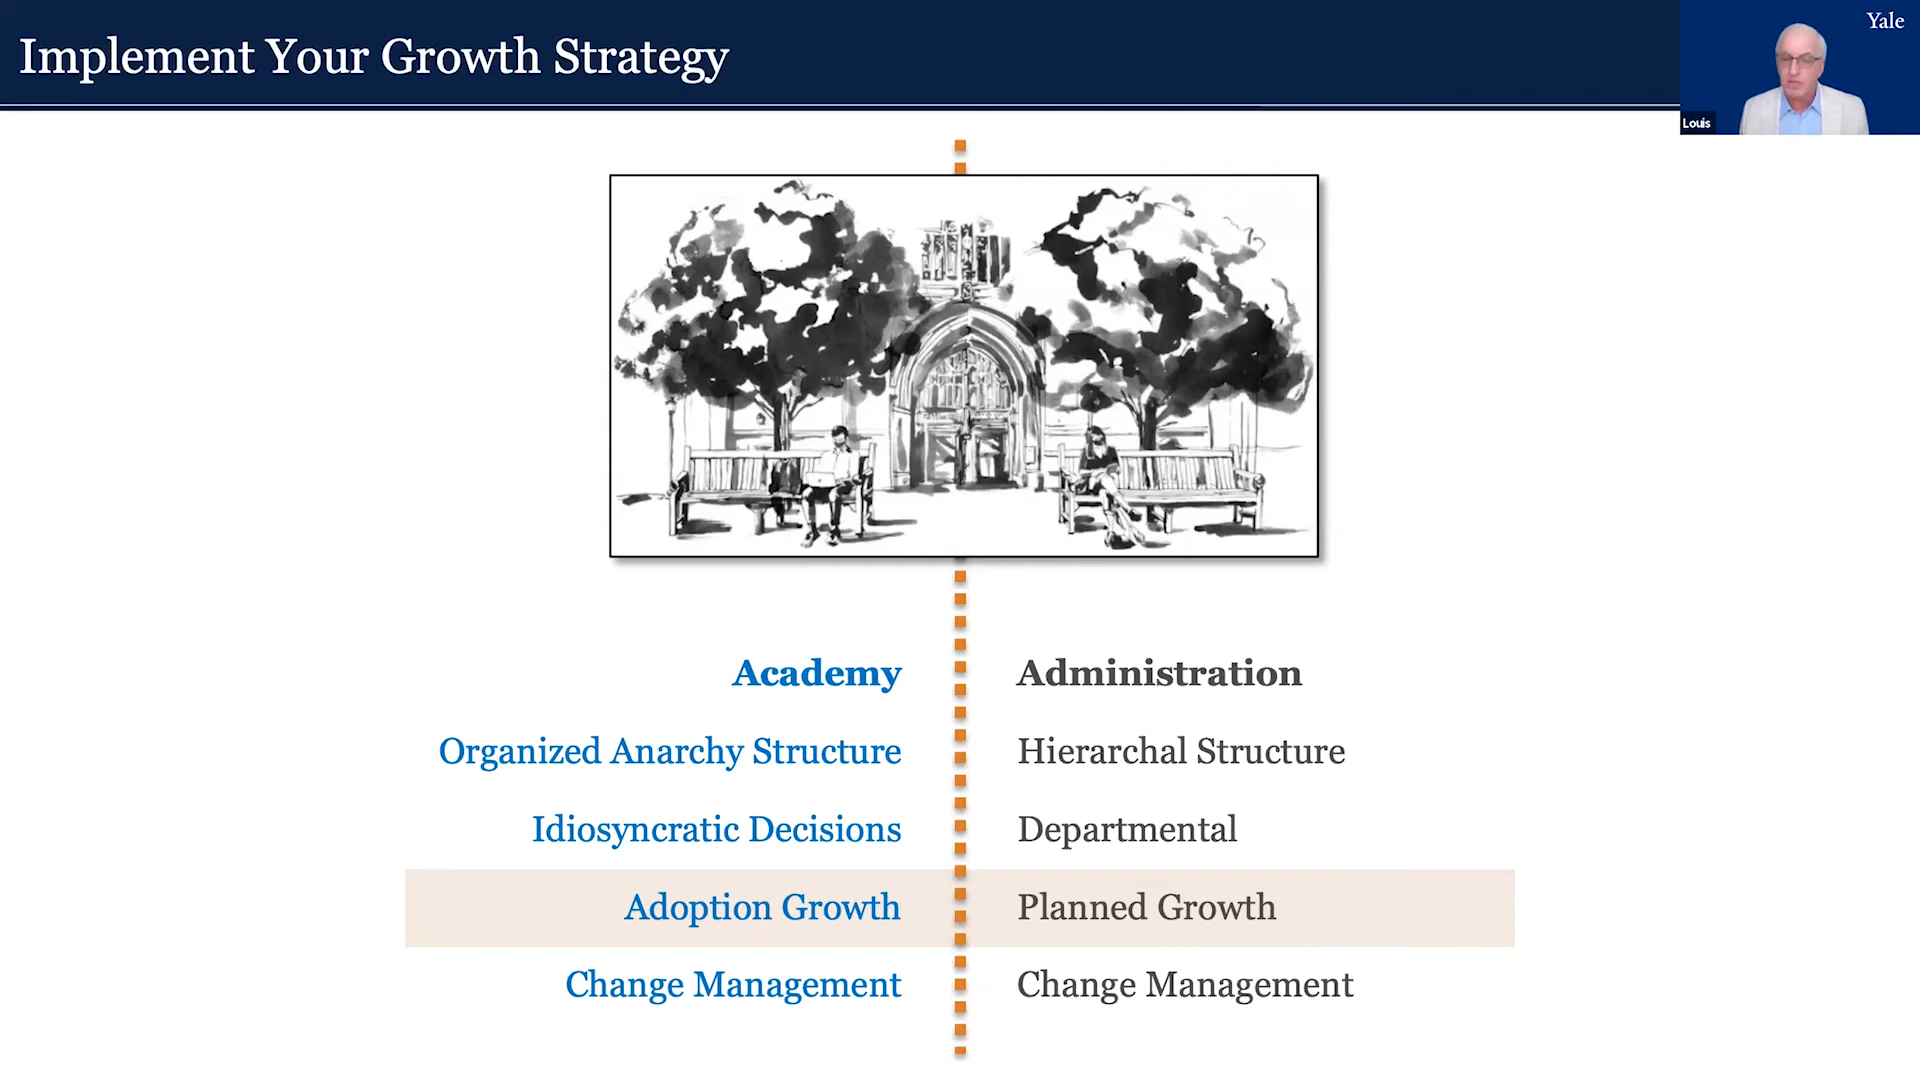 Implement Your Growth Strategy
Yale
Louis
Academy
Administration
Organized Anarchy Structure
Hierarchal Structure
Idiosyncratic Decisions
Departmental
Adoption Growth
Planned Growth
Change Management
Change Management